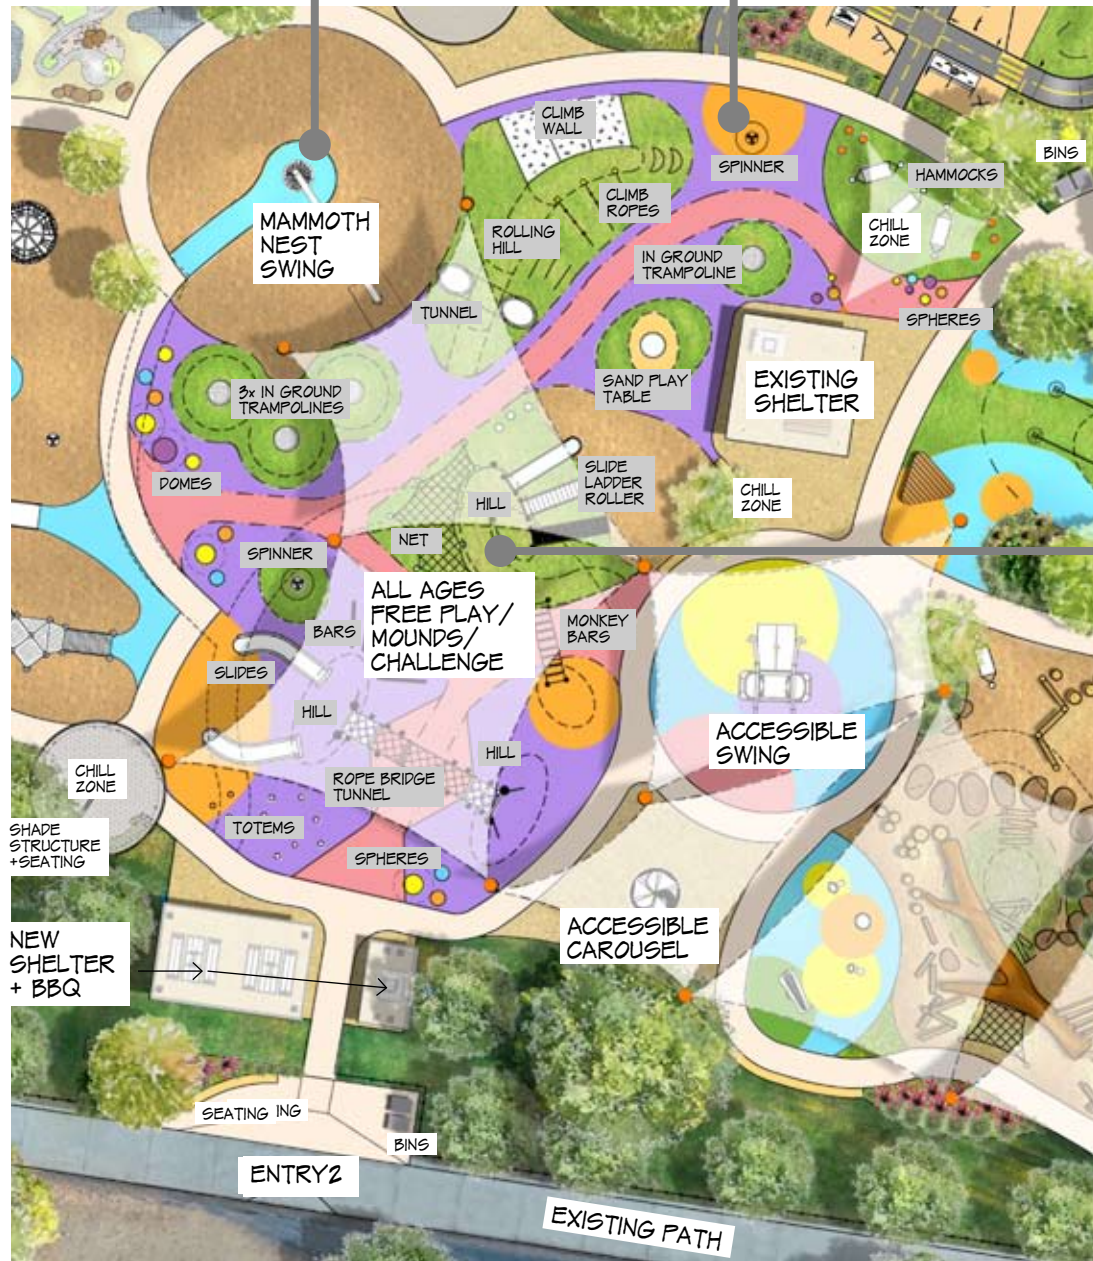 CLIMB
WALL
SPINNER
BINS
HAMMOCKS
CLIMB
ROPES
MAMMOTH
NEST
SWING
ROLLING
HILL
CHILL
ZONE
IN GROUND
TRAMPOLINE
TUNNEL
SPHERES
SAND PLAY
TABLE
EXISTING
SHELTER
3x IN GROUND
TRAMPOLINES
DOMES
SLIDE
LADDER
ROLLER
HILL
CHILL
ZONE
NET
SPINNER
ALL AGES
FREE PLAY/
MOUNDS/
CHALLENGE
BARS
MONKEY
BARS
SLIDES
HILL
ACCESSIBLE
SWING
HILL
CHILL
ZONE
ROPE BRIDGE
TUNNEL
TOTEMS
SHADE
STRUCTURE
+SEATING
SPHERES
ACCESSIBLE
CAROUSEL
NEW
SHELTER
+ BBQ
SEATING ING
BINS
ENTRY2
EXISTING PATH